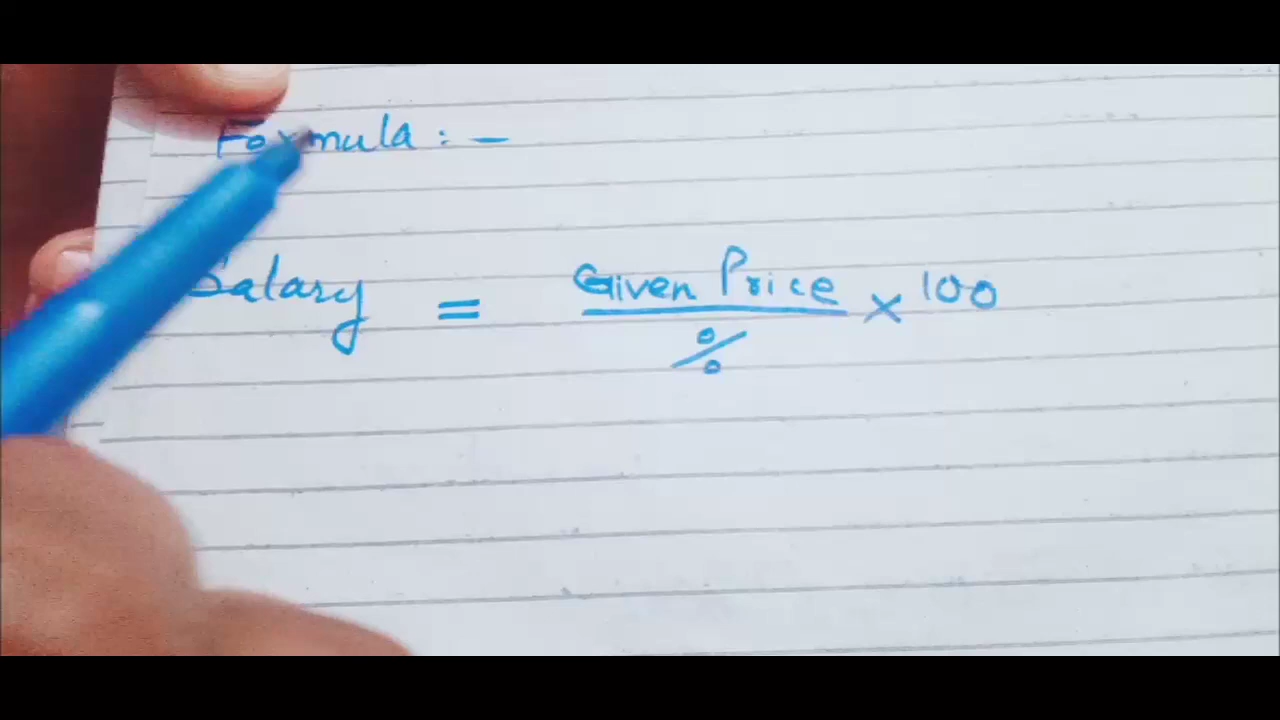 Formula : –
Salary = Given Price / % × 100